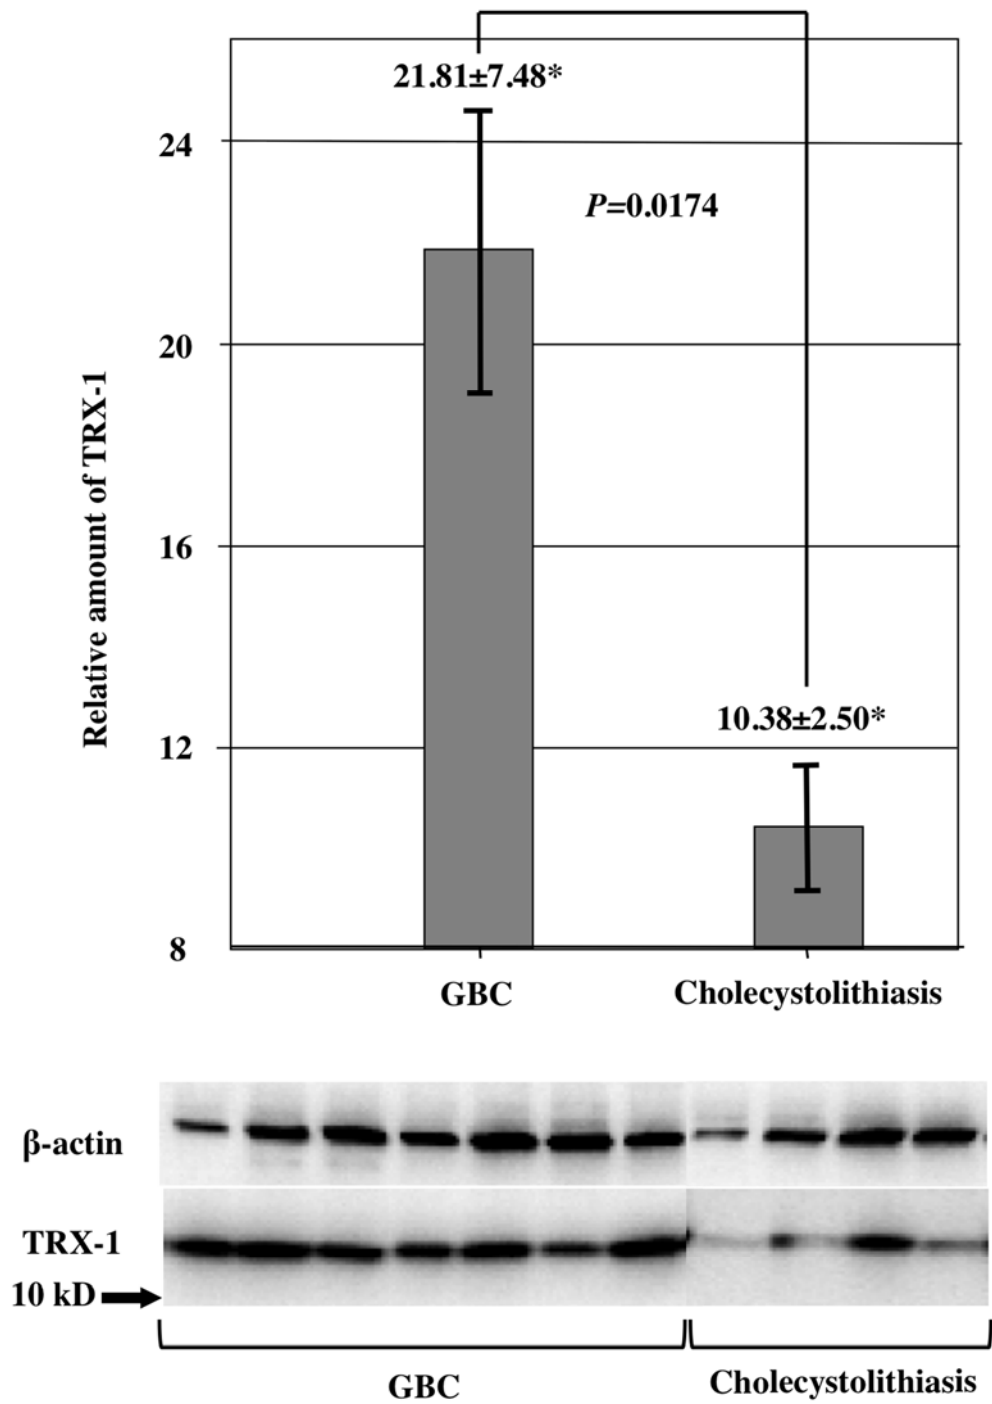 21.81±7.48*
24
P=0.0174
20
Relative amount of TRX-1
16
10.38±2.50*
12
8
GBC
Cholecystolithiasis
β-actin
TRX-1
10 kD
GBC
Cholecystolithiasis